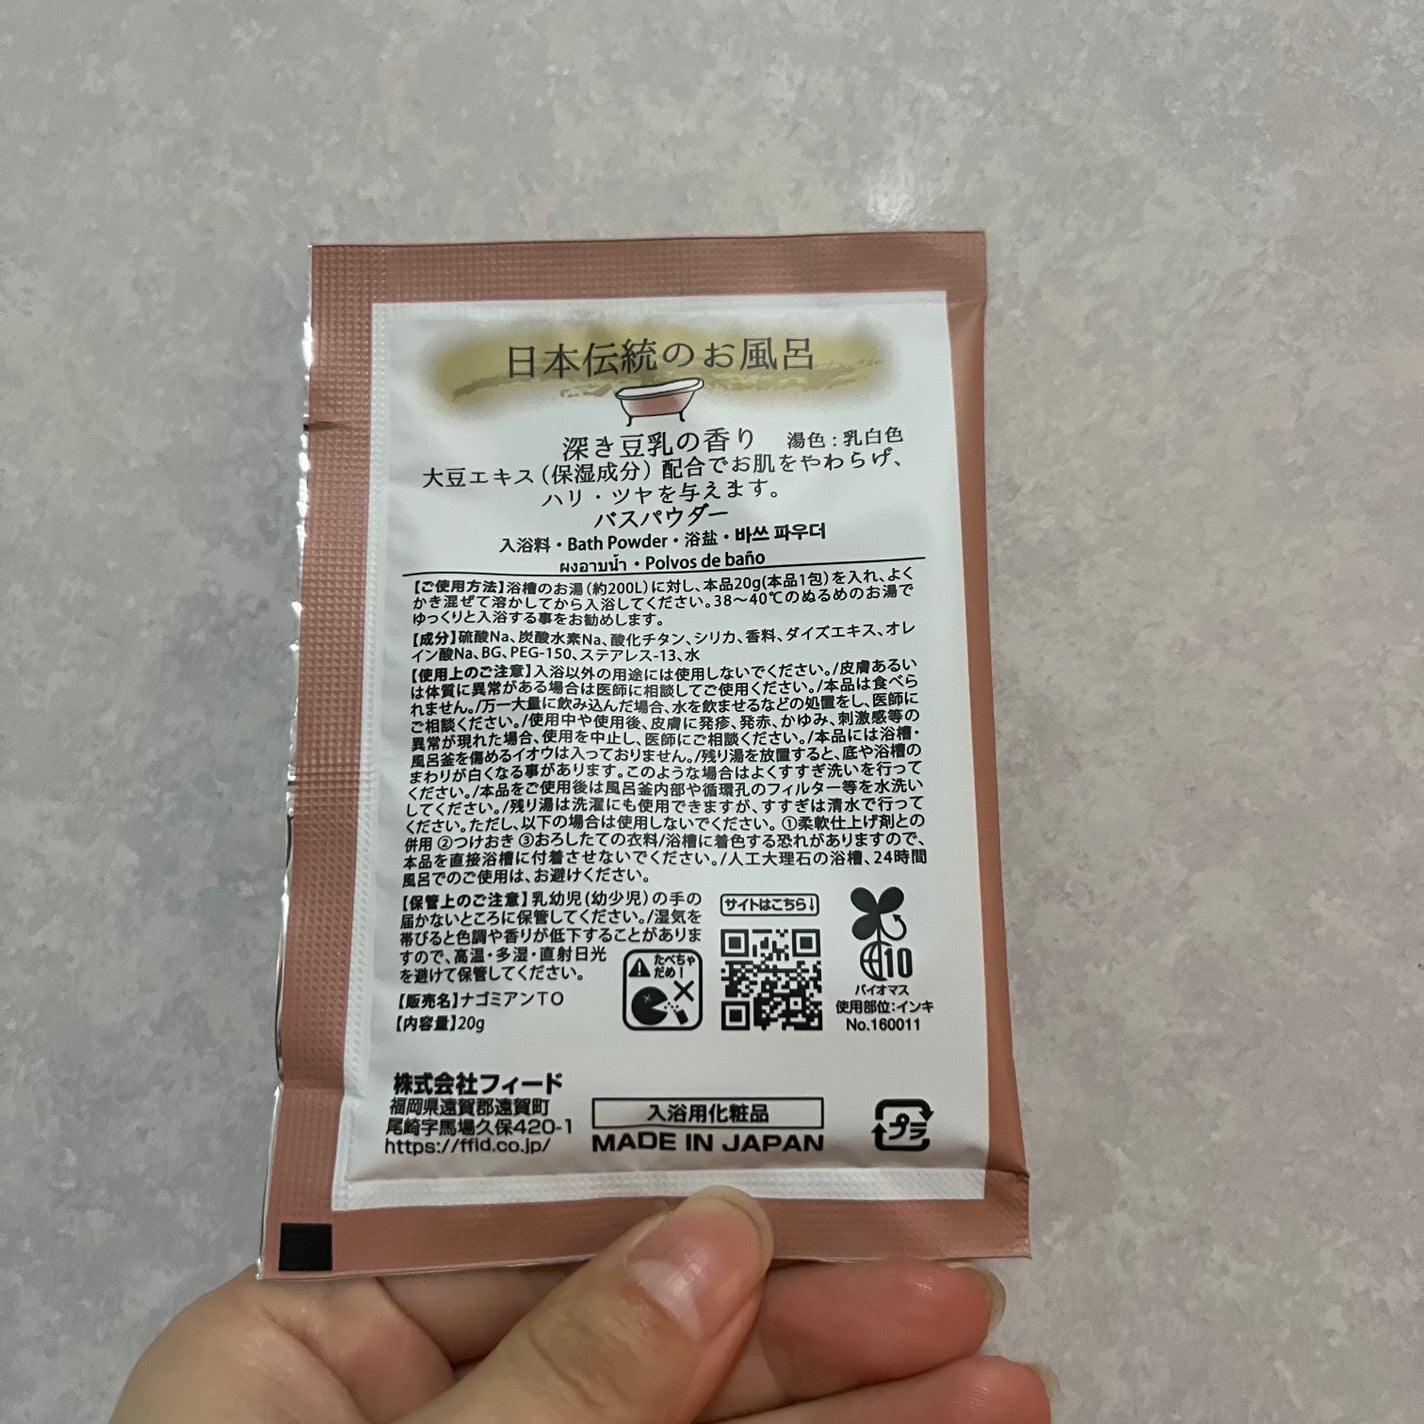 日本伝統のお風呂
深き豆乳の香り 湯色：乳白色
大豆エキス（保湿成分）配合でお肌をやわらげ、
ハリ・ツヤを与えます。
バスパウダー
入浴料・Bath Powder・浴盐・바쓰 파우더
ผงอาบน้ำ・Polvos de baño
【ご使用方法】浴槽のお湯（約200L）に対し、本品20g（本品1包）を入れ、よく
かき混ぜて溶かしてから入浴してください。38〜40℃のぬるめのお湯で
ゆっくりと入浴する事をお勧めします。
【成分】硫酸Na、炭酸水素Na、酸化チタン、シリカ、香料、ダイズエキス、オレ
イン酸Na、BG、PEG-150、ステアレス-13、水
【使用上のご注意】入浴以外の用途には使用しないでください。/皮膚あるい
は体質に異常がある場合は医師に相談してご使用ください。/本品は食べら
れません。/万一大量に飲み込んだ場合、水を飲ませるなどの処置をし、医師に
ご相談ください。/使用中や使用後、皮膚に発疹、発赤、かゆみ、刺激感等の
異常が現れた場合、使用を中止し、医師にご相談ください。/本品には浴槽・
風呂釜を傷めるイオウは入っておりません。/残り湯を放置すると、底や浴槽の
まわりが白くなる事があります。このような場合はよくすすぎ洗いを行って
ください。/本品をご使用後は風呂釜内部や循環孔のフィルター等を水洗い
してください。/残り湯は洗濯にも使用できますが、すすぎは清水で行って
ください。ただし、以下の場合は使用しないでください。①柔軟仕上げ剤との
併用 ②つけおき ③おろしたての衣料/浴槽に着色する恐れがありますので、
本品を直接浴槽に付着させないでください。/人工大理石の浴槽、24時間
風呂でのご使用は、お避けください。
【保管上のご注意】乳幼児（幼少児）の手の
届かないところに保管してください。/湿気を
帯びると色調や香りが低下することがありま
すので、高温・多湿・直射日光
を避けて保管してください。
【販売名】ナゴミアンTO
【内容量】20g
たべちゃ
だめ！
サイトはこちら↓
10
バイオマス
使用部位：インキ
No.160011
株式会社フィード
福岡県遠賀郡遠賀町
尾崎字馬場久保420-1
https://ffid.co.jp/
入浴用化粧品
MADE IN JAPAN
プラ